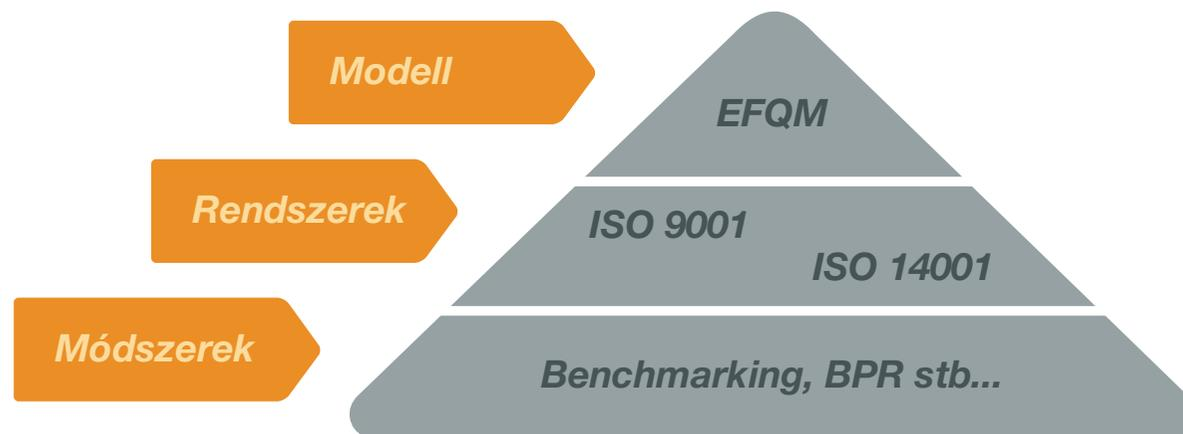 Modell
EFQM
Rendszerek
ISO 9001
ISO 14001
Módszerek
Benchmarking, BPR stb...